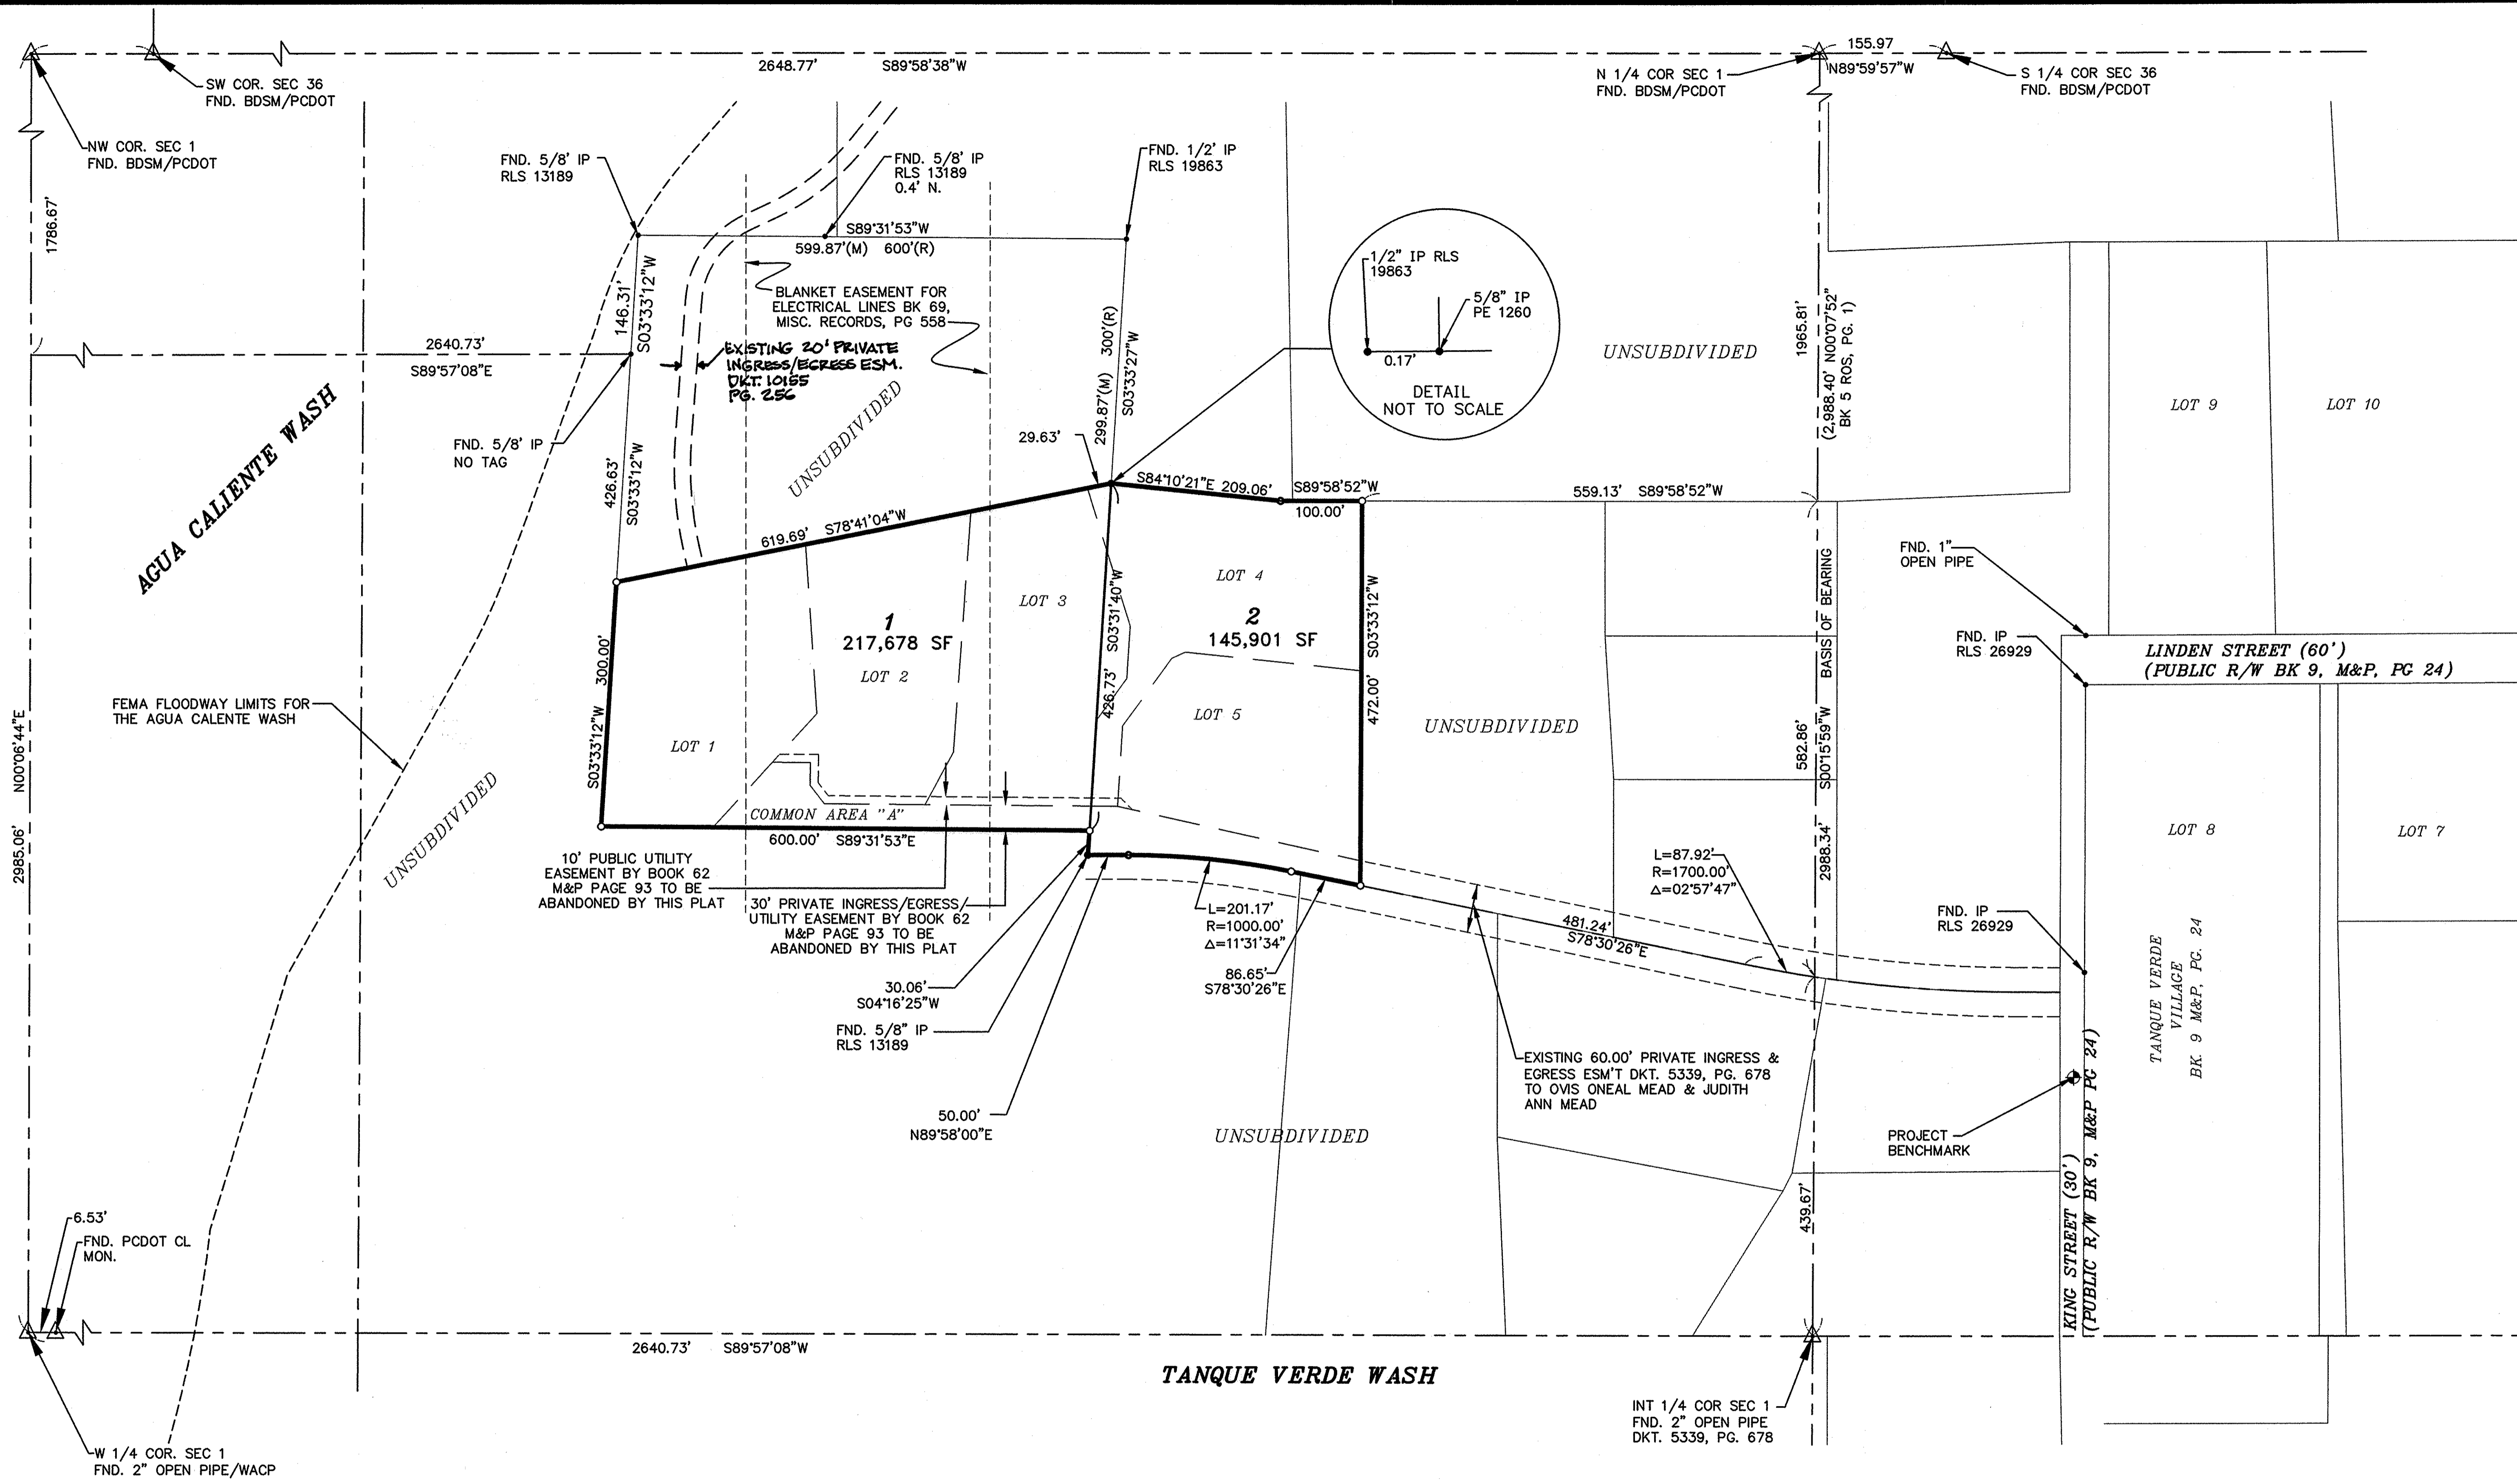 2648.77' S89°58'38"W
155.97
N89°59'57"W
N 1/4 COR SEC 1
FND. BDSM/PCDOT
S 1/4 COR SEC 36
FND. BDSM/PCDOT
SW COR. SEC 36
FND. BDSM/PCDOT
NW COR. SEC 1
FND. BDSM/PCDOT
1786.67'
FND. 5/8' IP
RLS 13189
FND. 5/8' IP
RLS 13189
0.4' N.
FND. 1/2' IP
RLS 19863
S89°31'53"W
599.87'(M) 600'(R)
146.31'
S03°33'12"W
BLANKET EASEMENT FOR
ELECTRICAL LINES BK 69,
MISC. RECORDS, PG 558
EXISTING 20' PRIVATE
INGRESS/EGRESS ESM.
DKT. 10155
PG. 256
299.87'(M) 300'(R)
S03°33'27"W
1/2" IP RLS
19863
5/8" IP
PE 1260
0.17'
DETAIL
NOT TO SCALE
UNSUBDIVIDED
1965.81'
(2,988.40' N00°07'52"
BK 5 ROS, PG. 1)
LOT 9
LOT 10
2640.73'
S89°57'08"E
AGUA CALIENTE WASH
FND. 5/8' IP
NO TAG
426.63'
S03°33'12"W
UNSUBDIVIDED
29.63'
S84°10'21"E 209.06'
S89°58'52"W
100.00'
559.13' S89°58'52"W
619.69' S78°41'04"W
FND. 1"
OPEN PIPE
FND. IP
RLS 26929
LINDEN STREET (60')
(PUBLIC R/W BK 9, M&P, PG 24)
BASIS OF BEARING
LOT 4
LOT 3
1
217,678 SF
LOT 2
2
145,901 SF
S03°31'40"W
426.73'
S03°33'12"W
472.00'
LOT 5
LOT 1
300.00'
S03°33'12"W
UNSUBDIVIDED
582.86'
S00°15'59"W
2988.34'
FEMA FLOODWAY LIMITS FOR
THE AGUA CALENTE WASH
N00°06'44"E
2985.06'
UNSUBDIVIDED
COMMON AREA "A"
600.00' S89°31'53"E
10' PUBLIC UTILITY
EASEMENT BY BOOK 62
M&P PAGE 93 TO BE
ABANDONED BY THIS PLAT
30' PRIVATE INGRESS/EGRESS/
UTILITY EASEMENT BY BOOK 62
M&P PAGE 93 TO BE
ABANDONED BY THIS PLAT
L=201.17'
R=1000.00'
Δ=11°31'34"
86.65'
S78°30'26"E
481.24'
S78°30'26"E
L=87.92'
R=1700.00'
Δ=02°57'47"
FND. IP
RLS 26929
LOT 8
LOT 7
TANQUE VERDE
VILLAGE
BK. 9 M&P, PG. 24
30.06'
S04°16'25"W
FND. 5/8" IP
RLS 13189
50.00'
N89°58'00"E
EXISTING 60.00' PRIVATE INGRESS &
EGRESS ESM'T DKT. 5339, PG. 678
TO OVIS ONEAL MEAD & JUDITH
ANN MEAD
UNSUBDIVIDED
PROJECT
BENCHMARK
KING STREET (30')
(PUBLIC R/W BK 9, M&P PG 24)
439.67'
6.53'
FND. PCDOT CL
MON.
2640.73' S89°57'08"W
TANQUE VERDE WASH
INT 1/4 COR SEC 1
FND. 2" OPEN PIPE
DKT. 5339, PG. 678
W 1/4 COR. SEC 1
FND. 2" OPEN PIPE/WACP